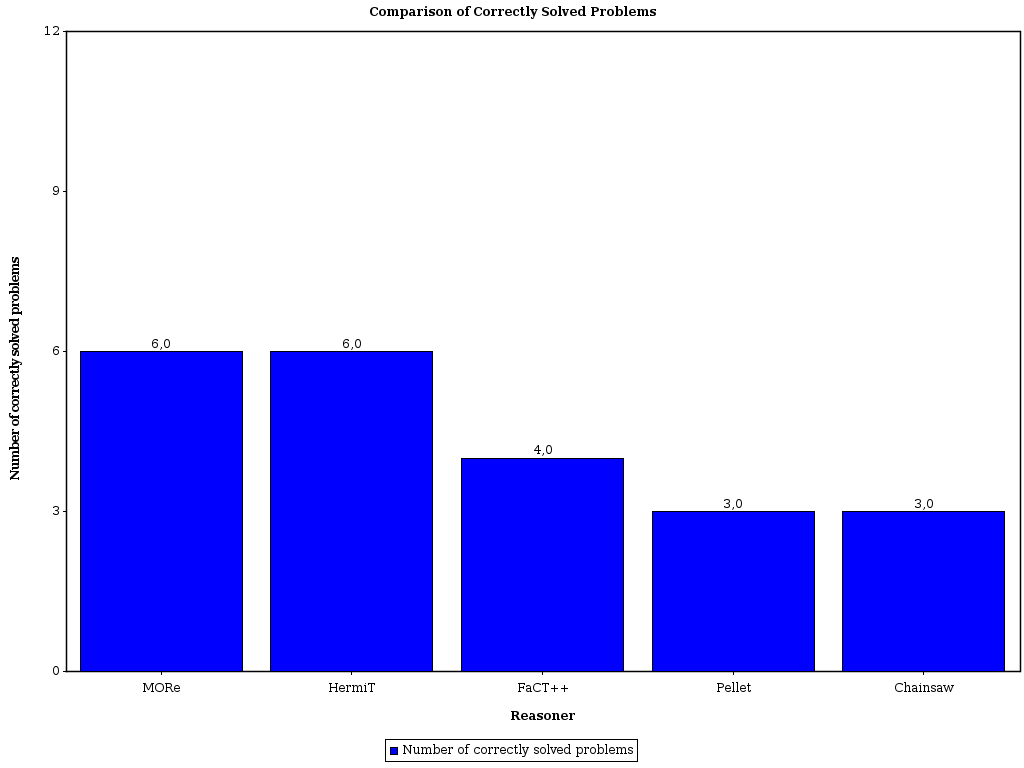 Comparison of Correctly Solved Problems
12
9
6
3
0
Number of correctly solved problems
6,0
6,0
4,0
3,0
3,0
MORe
HermiT
FaCT++
Pellet
Chainsaw
Reasoner
Number of correctly solved problems